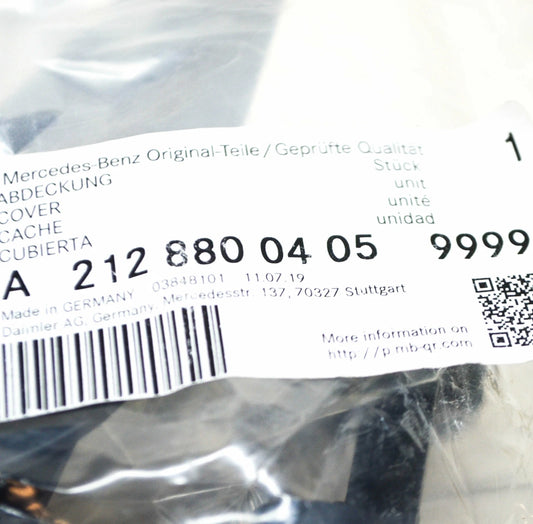 Mercedes-Benz Original-Teile / Geprüfte Qualität 1
ABDECKUNG Stück
COVER unit
CACHE unité
CUBIERTA unidad
A 212 880 04 05 9999
Made in GERMANY 03848101 11.07.19
Daimler AG, Germany, Mercedesstr. 137, 70327 Stuttgart
More information on
http://p.mb-qr.com